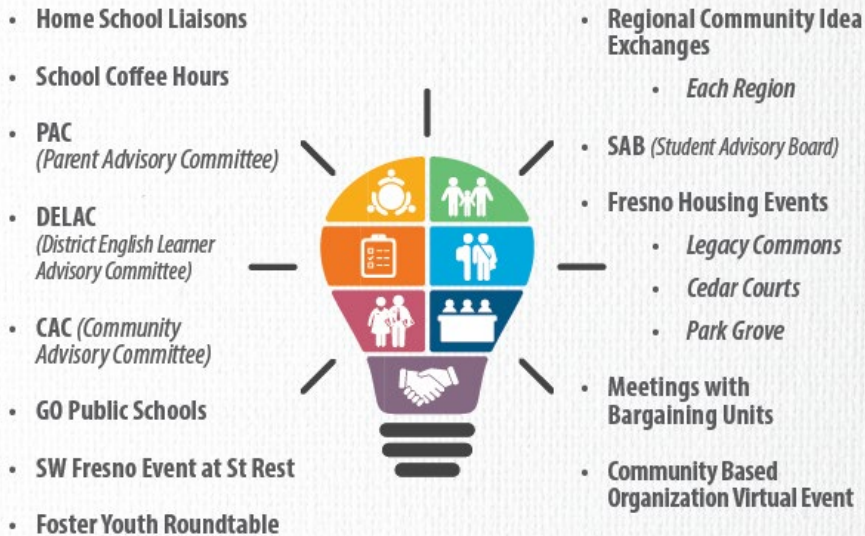 • Home School Liaisons
• School Coffee Hours
• PAC
(Parent Advisory Committee)
• DELAC
(District English Learner
Advisory Committee)
• CAC (Community
Advisory Committee)
• GO Public Schools
• SW Fresno Event at St Rest
• Foster Youth Roundtable
• Regional Community Idea
Exchanges
• Each Region
• SAB (Student Advisory Board)
• Fresno Housing Events
• Legacy Commons
• Cedar Courts
• Park Grove
• Meetings with
Bargaining Units
• Community Based
Organization Virtual Event